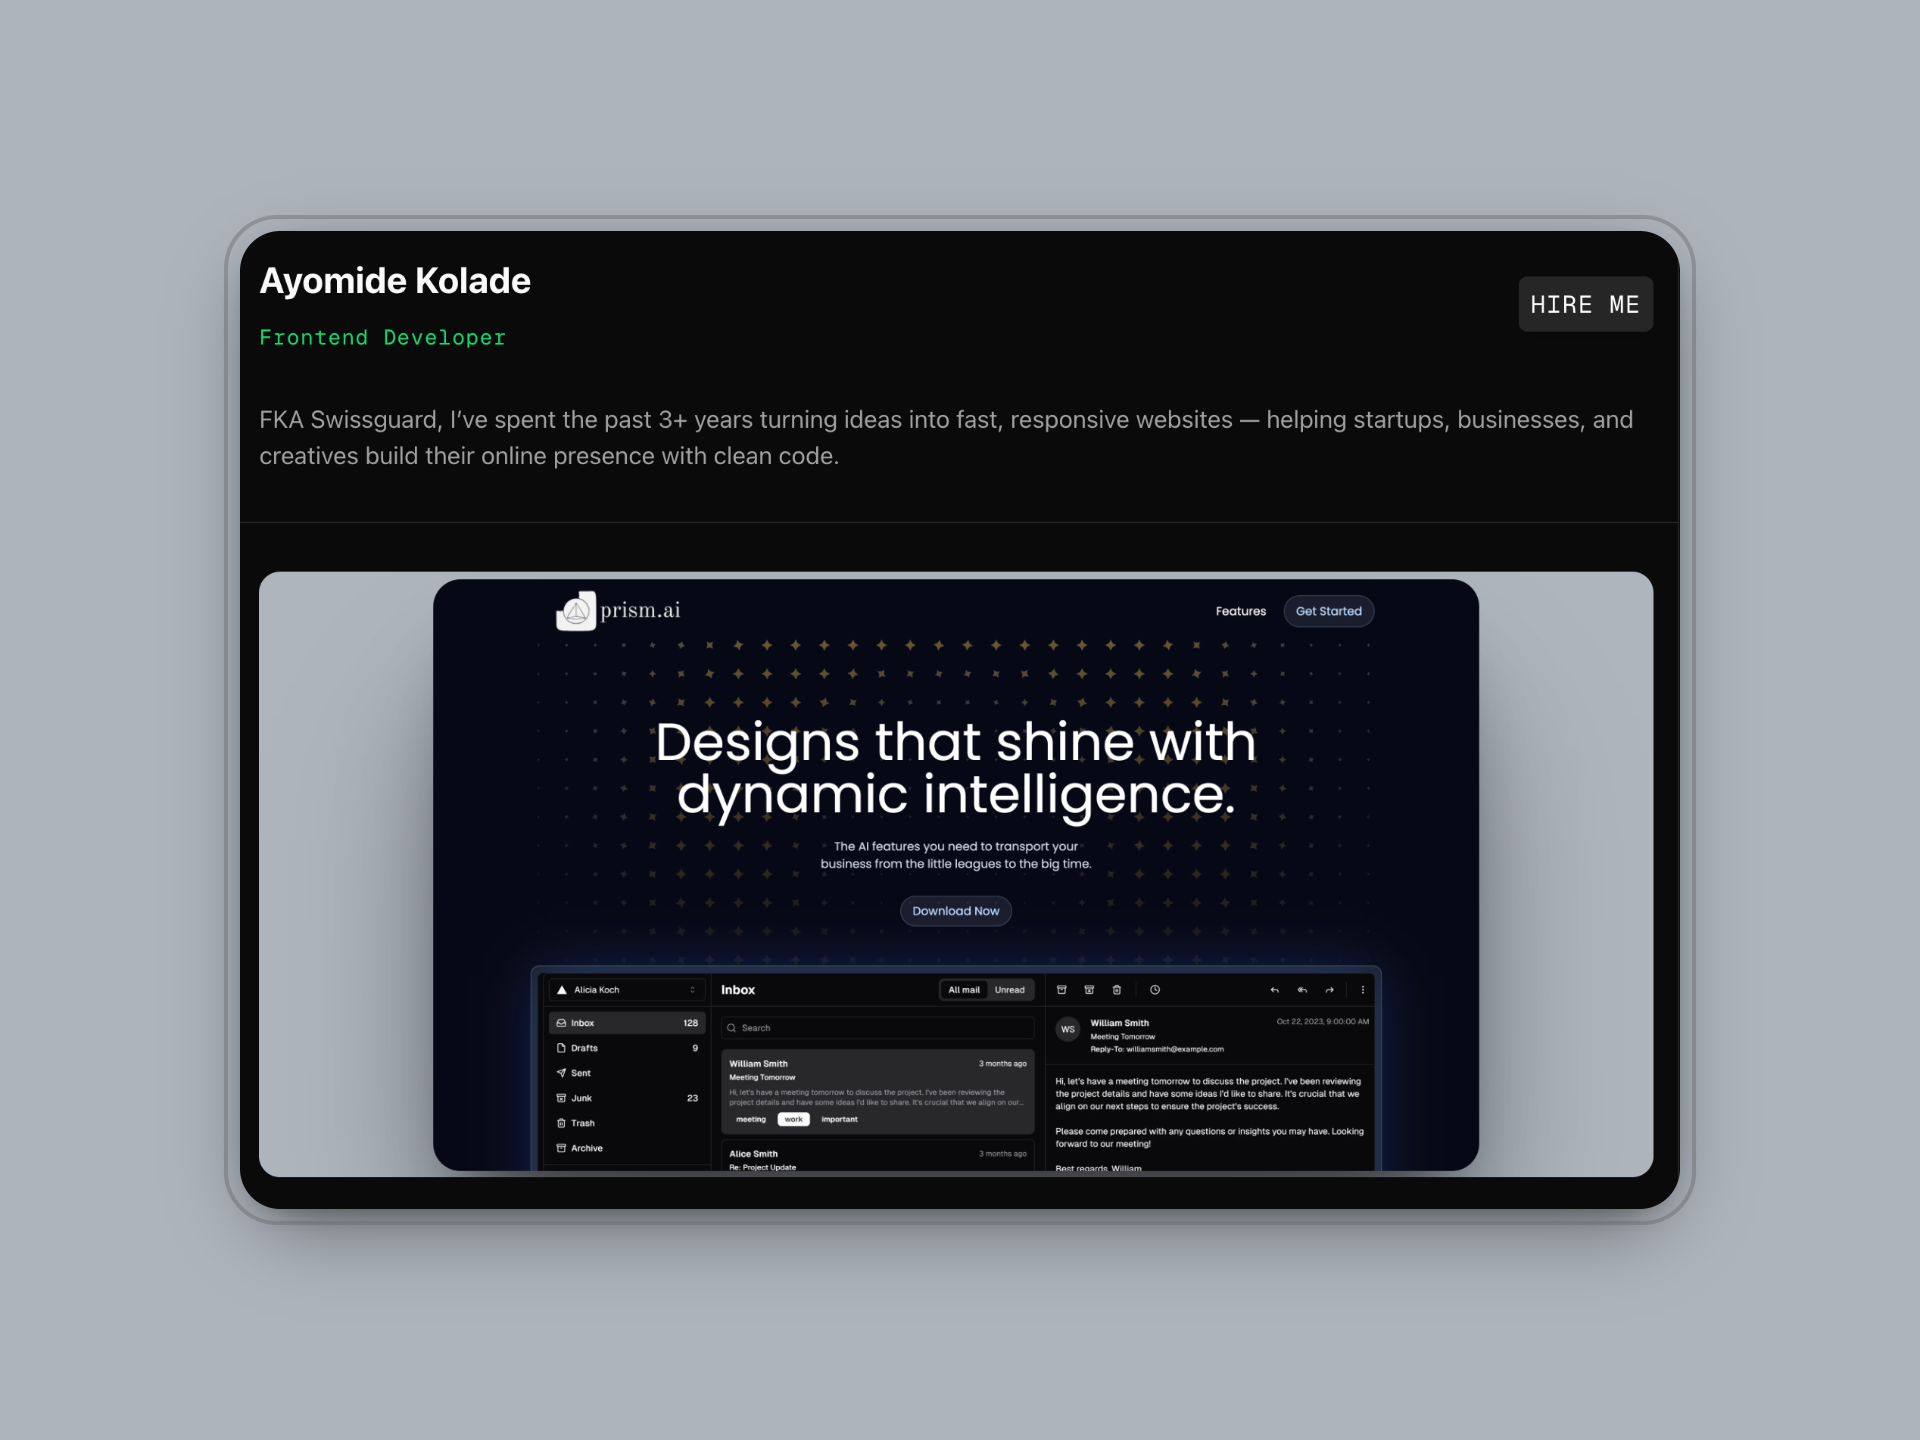 Ayomide Kolade
HIRE ME
Frontend Developer
FKA Swissguard, I’ve spent the past 3+ years turning ideas into fast, responsive websites — helping startups, businesses, and
creatives build their online presence with clean code.
prism.ai
Features
Get Started
Designs that shine with
dynamic intelligence.
The AI features you need to transport your
business from the little leagues to the big time.
Download Now
Alicia Koch
Inbox 128
Drafts 9
Sent
Junk 23
Trash
Archive
Inbox
All mail
Unread
Search
William Smith 3 months ago
Meeting Tomorrow
Hi, let's have a meeting tomorrow to discuss the project. I've been reviewing the
project details and have some ideas I'd like to share. It's crucial that we align on our...
meeting work important
Alice Smith 3 months ago
Re: Project Update
WS
William Smith Oct 22, 2023, 9:00:00 AM
Meeting Tomorrow
Reply-To: williamsmith@example.com
Hi, let's have a meeting tomorrow to discuss the project. I've been reviewing
the project details and have some ideas I'd like to share. It's crucial that we
align on our next steps to ensure the project's success.
Please come prepared with any questions or insights you may have. Looking
forward to our meeting!
Best regards, William